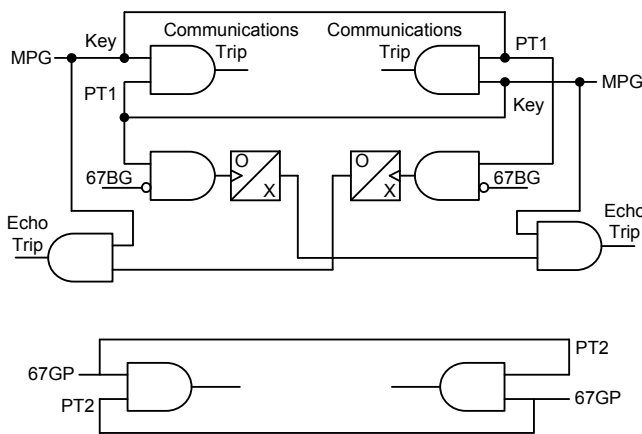 Communications
Trip
Communications
Trip
Key
PT1
MPG
MPG
PT1
Key
67BG
O
X
O
X
67BG
Echo
Trip
Echo
Trip
PT2
67GP
PT2
67GP